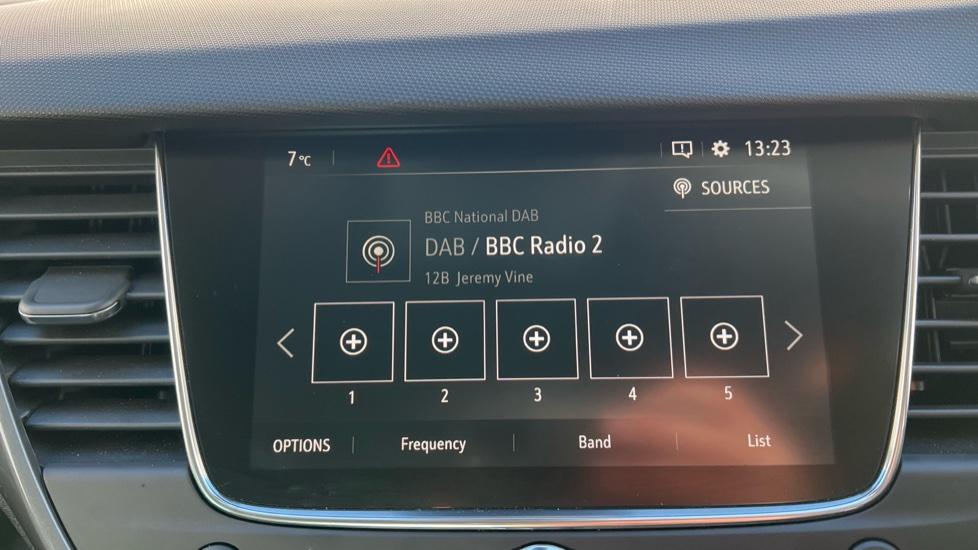 7°C 13:23
SOURCES
BBC National DAB
DAB / BBC Radio 2
12B Jeremy Vine
1 2 3 4 5
OPTIONS Frequency Band List